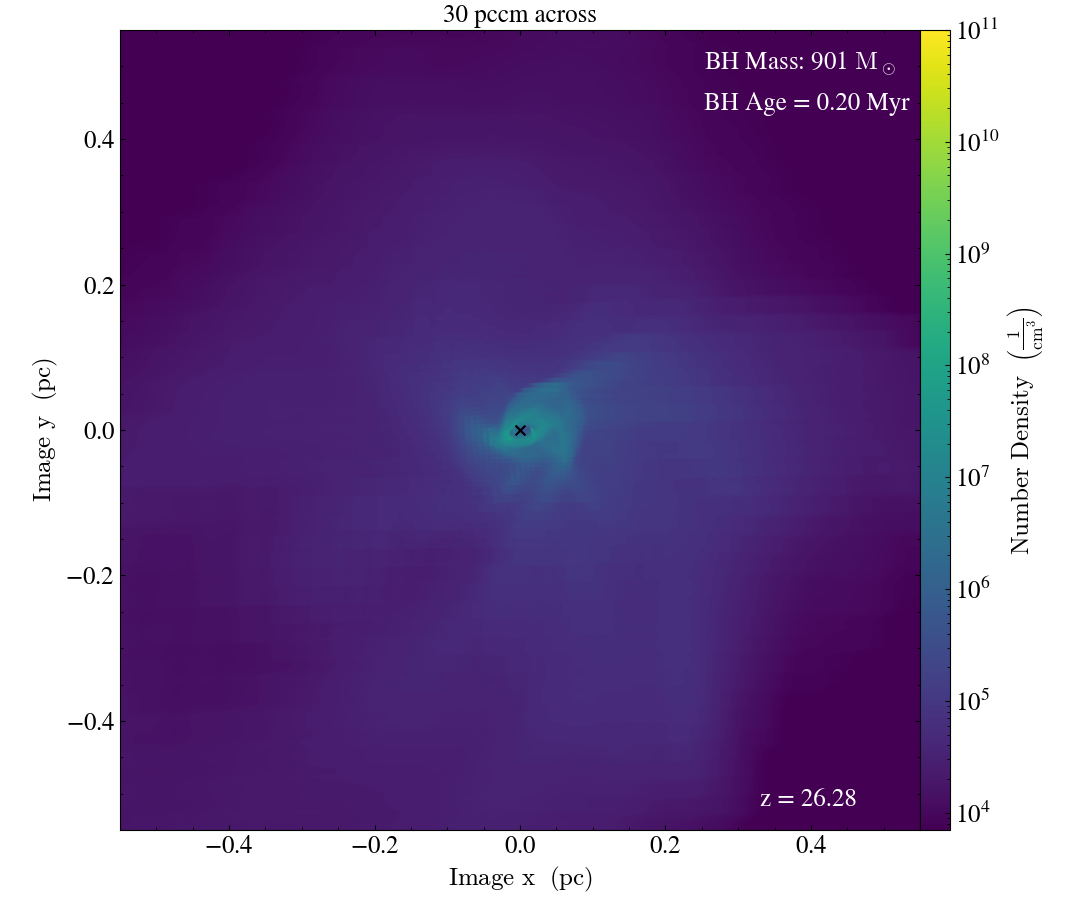 30 pccm across
BH Mass: 901 M⊙
BH Age = 0.20 Myr
z = 26.28
0.4
0.2
0.0
−0.2
−0.4
Image y (pc)
−0.4
−0.2
0.0
0.2
0.4
Image x (pc)
10¹¹
10¹⁰
10⁹
10⁸
10⁷
10⁶
10⁵
10⁴
Number Density (1/cm³)